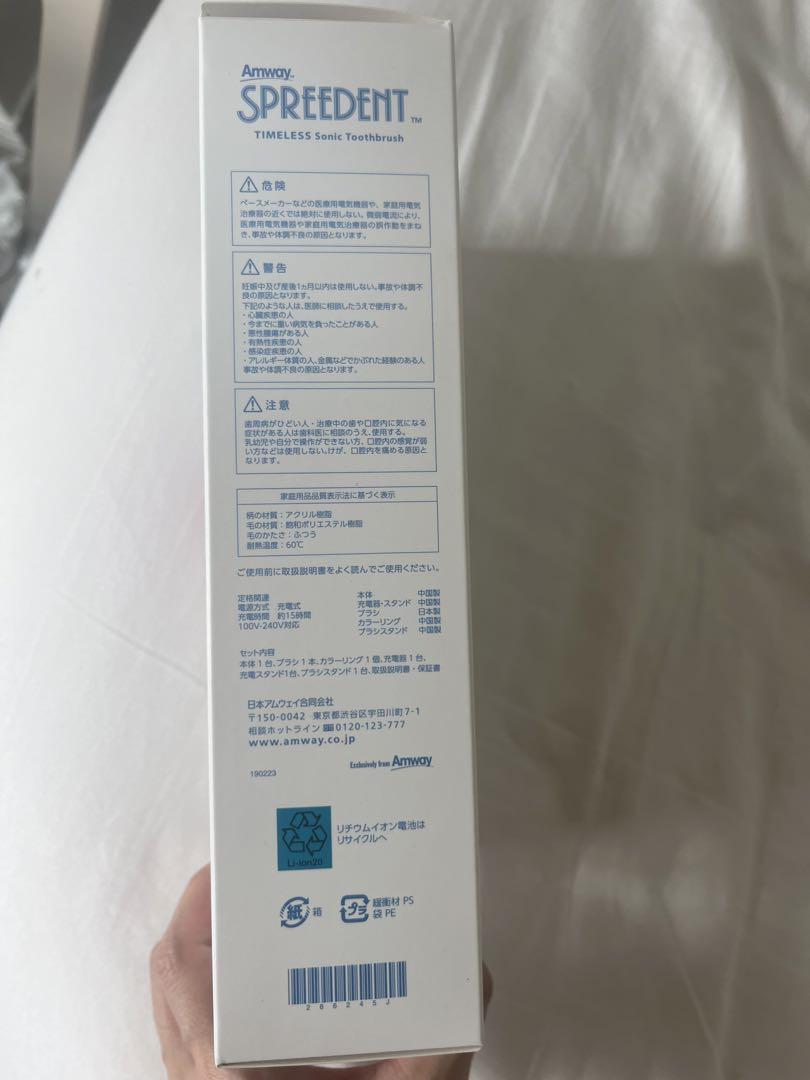 Amway™
SPREEDENT™
TIMELESS Sonic Toothbrush
危険
ペースメーカーなどの医療用電気機器や、家庭用電気
治療器の近くでは絶対に使用しない。微弱電流により、
医療用電気機器や家庭用電気治療器の誤作動をまね
き、事故や体調不良の原因となります。
警告
妊娠中及び産後1ヵ月以内は使用しない。事故や体調不
良の原因となります。
下記のような人は、医師に相談したうえで使用する。
・心臓疾患の人
・今までに重い病気を負ったことがある人
・悪性腫瘍がある人
・有熱性疾患の人
・感染症疾患の人
・アレルギー体質の人、金属などでかぶれた経験のある人
事故や体調不良の原因となります。
注意
歯周病がひどい人・治療中の歯や口腔内に気になる
症状がある人は歯科医に相談のうえ、使用する。
乳幼児や自分で操作ができない方、口腔内の感覚が弱
い方などは使用しない。けが、口腔内を痛める原因と
なります。
家庭用品品質表示法に基づく表示
柄の材質：アクリル樹脂
毛の材質：飽和ポリエステル樹脂
毛のかたさ：ふつう
耐熱温度：60℃
ご使用前に取扱説明書をよく読んでご使用ください。
定格関連
電源方式 充電式
充電時間 約15時間
100V-240V対応
本体 中国製
充電器・スタンド 中国製
ブラシ 日本製
カラーリング 中国製
ブラシスタンド 中国製
セット内容
本体1台、ブラシ1本、カラーリング1個、充電器1台、
充電スタンド1台、ブラシスタンド1台、取扱説明書・保証書
日本アムウェイ合同会社
〒150-0042 東京都渋谷区宇田川町7-1
相談ホットライン 0120-123-777
www.amway.co.jp
Exclusively from Amway
190223
Li-ion20
リチウムイオン電池は
リサイクルへ
紙 箱
プラ 緩衝材 PS
袋 PE
286245J